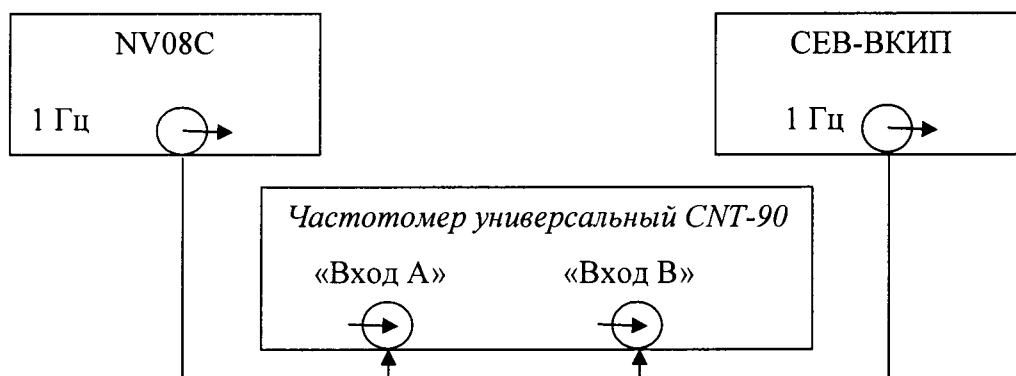 NV08C
1 Гц
СЕВ-ВКИП
1 Гц
Частотомер универсальный CNT-90
«Вход А» «Вход В»